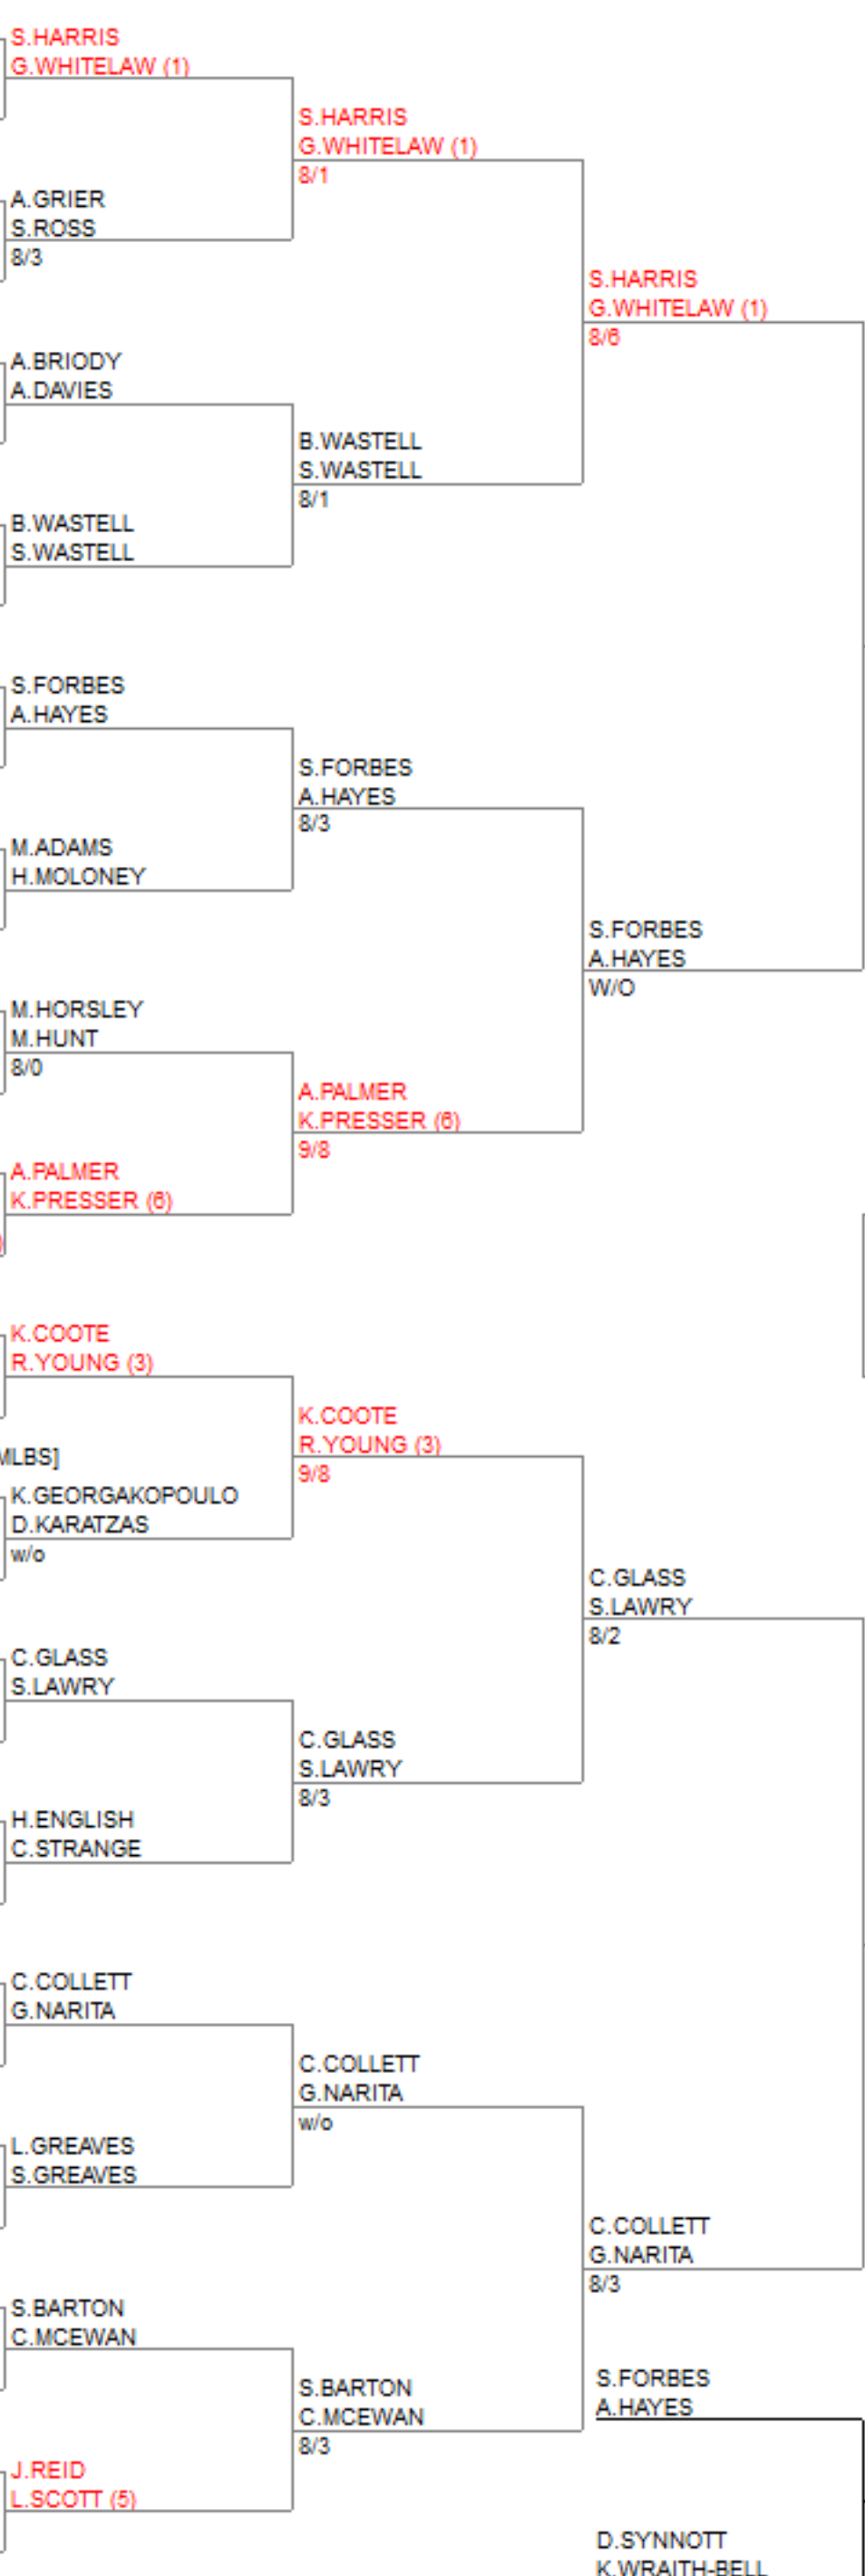 S.HARRIS
G.WHITELAW (1)
A.GRIER
S.ROSS
8/3
A.BRIODY
A.DAVIES
B.WASTELL
S.WASTELL
S.FORBES
A.HAYES
M.ADAMS
H.MOLONEY
M.HORSLEY
M.HUNT
8/0
A.PALMER
K.PRESSER (6)
)
K.COOTE
R.YOUNG (3)
MLBS]
K.GEORGAKOPOULO
D.KARATZAS
w/o
C.GLASS
S.LAWRY
H.ENGLISH
C.STRANGE
C.COLLETT
G.NARITA
L.GREAVES
S.GREAVES
S.BARTON
C.MCEWAN
J.REID
L.SCOTT (5)
S.HARRIS
G.WHITELAW (1)
8/1
B.WASTELL
S.WASTELL
8/1
S.FORBES
A.HAYES
8/3
A.PALMER
K.PRESSER (6)
9/8
K.COOTE
R.YOUNG (3)
9/8
C.GLASS
S.LAWRY
8/3
C.COLLETT
G.NARITA
w/o
S.BARTON
C.MCEWAN
8/3
S.HARRIS
G.WHITELAW (1)
8/6
S.FORBES
A.HAYES
W/O
C.GLASS
S.LAWRY
8/2
C.COLLETT
G.NARITA
8/3
S.FORBES
A.HAYES
D.SYNNOTT
K.WRAITH-BELL